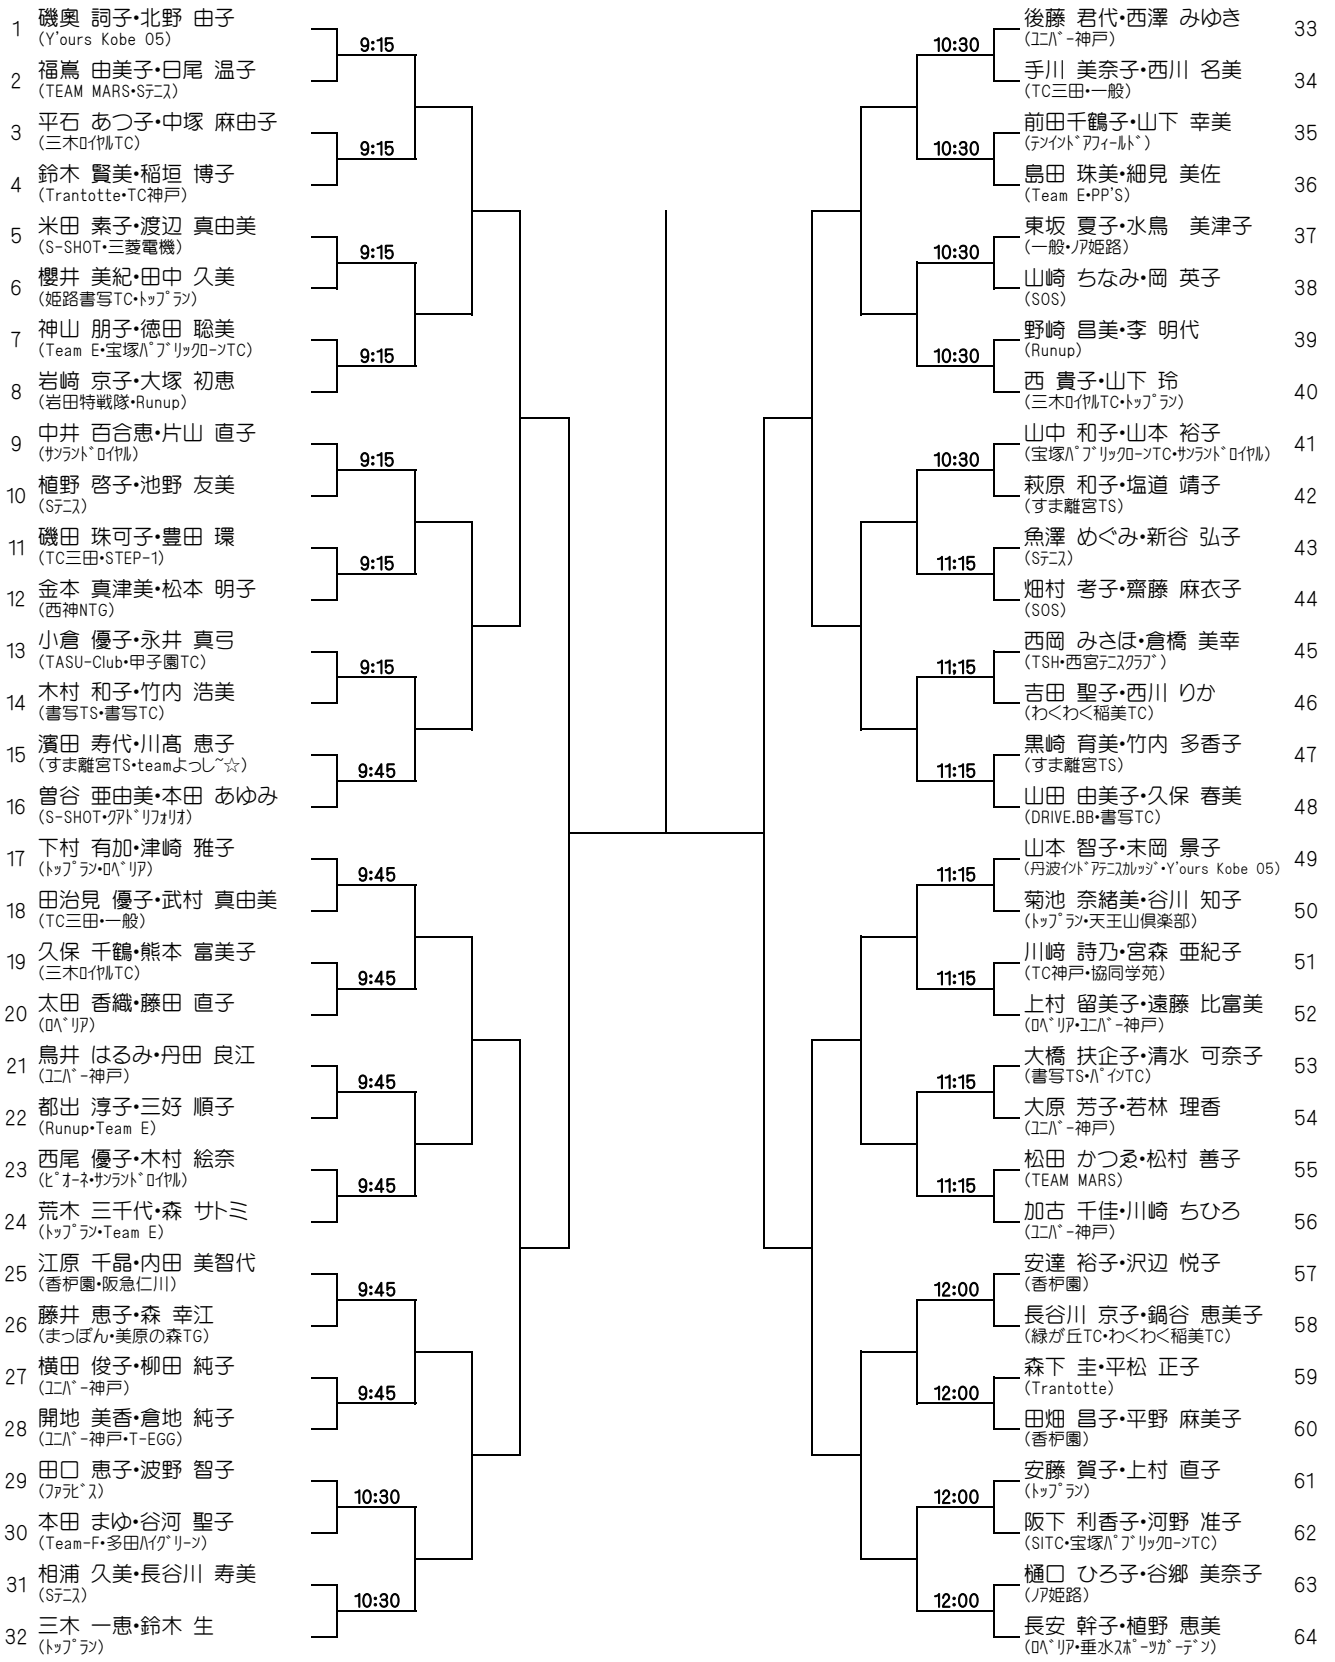 1 磯奥 詞子・北野 由子
(Y'ours Kobe 05)
9:15
2 福嶌 由美子・日尾 温子
(TEAM MARS・Sテニス)
3 平石 あつ子・中塚 麻由子
(三木ロイヤルTC)
9:15
4 鈴木 賢美・稲垣 博子
(Trantotte・TC神戸)
5 米田 素子・渡辺 真由美
(S-SHOT・三菱電機)
9:15
6 櫻井 美紀・田中 久美
(姫路書写TC・トップラン)
7 神山 朋子・徳田 聡美
(Team E・宝塚パブリックローンTC)
9:15
8 岩﨑 京子・大塚 初恵
(岩田特戦隊・Runup)
9 中井 百合恵・片山 直子
(サンランドロイヤル)
9:15
10 植野 啓子・池野 友美
(Sテニス)
11 磯田 珠可子・豊田 環
(TC三田・STEP-1)
9:15
12 金本 真津美・松本 明子
(西神NTG)
13 小倉 優子・永井 真弓
(TASU-Club・甲子園TC)
9:15
14 木村 和子・竹内 浩美
(書写TS・書写TC)
15 濱田 寿代・川髙 恵子
(すま離宮TS・teamよっし~☆)
9:45
16 曽谷 亜由美・本田 あゆみ
(S-SHOT・クアドリフォリオ)
17 下村 有加・津崎 雅子
(トップラン・ロペリア)
9:45
18 田治見 優子・武村 真由美
(TC三田・一般)
19 久保 千鶴・熊本 富美子
(三木ロイヤルTC)
9:45
20 太田 香織・藤田 直子
(ロペリア)
21 鳥井 はるみ・丹田 良江
(ユニバー神戸)
9:45
22 都出 淳子・三好 順子
(Runup・Team E)
23 西尾 優子・木村 絵奈
(ピオーネ・サンランドロイヤル)
9:45
24 荒木 三千代・森 サトミ
(トップラン・Team E)
25 江原 千晶・内田 美智代
(香枦園・阪急仁川)
9:45
26 藤井 恵子・森 幸江
(まっぽん・美原の森TG)
27 横田 俊子・柳田 純子
(ユニバー神戸)
9:45
28 開地 美香・倉地 純子
(ユニバー神戸・T-EGG)
29 田口 恵子・波野 智子
(ファラビズ)
10:30
30 本田 まゆ・谷河 聖子
(Team-F・多田ハイグリーン)
31 相浦 久美・長谷川 寿美
(Sテニス)
10:30
32 三木 一恵・鈴木 生
(トップラン)
後藤 君代・西澤 みゆき 33
(ユニバー神戸)
10:30
手川 美奈子・西川 名美 34
(TC三田・一般)
前田千鶴子・山下 幸美 35
(テンインドアフィールド)
10:30
島田 珠美・細見 美佐 36
(Team E・PP'S)
東坂 夏子・水鳥 美津子 37
(一般・ノア姫路)
10:30
山崎 ちなみ・岡 英子 38
(SOS)
野崎 昌美・李 明代 39
(Runup)
10:30
西 貴子・山下 玲 40
(三木ロイヤルTC・トップラン)
山中 和子・山本 裕子 41
(宝塚パブリックローンTC・サンランドロイヤル)
10:30
萩原 和子・塩道 靖子 42
(すま離宮TS)
魚澤 めぐみ・新谷 弘子 43
(Sテニス)
11:15
畑村 考子・齋藤 麻衣子 44
(SOS)
西岡 みさほ・倉橋 美幸 45
(TSH・西宮テニスクラブ)
11;15
吉田 聖子・西川 りか 46
(わくわく稲美TC)
黒崎 育美・竹内 多香子 47
(すま離宮TS)
11:15
山田 由美子・久保 春美 48
(DRIVE.BB・書写TC)
山本 智子・末岡 景子 49
(丹波インドアテニスカレッジ・Y'ours Kobe 05)
11:15
菊池 奈緒美・谷川 知子 50
(トップラン・天王山倶楽部)
川﨑 詩乃・宮森 亜紀子 51
(TC神戸・協同学苑)
11:15
上村 留美子・遠藤 比富美 52
(ロペリア・ユニバー神戸)
大橋 扶企子・清水 可奈子 53
(書写TS・パインTC)
11:15
大原 芳子・若林 理香 54
(ユニバー神戸)
松田 かつゑ・松村 善子 55
(TEAM MARS)
11:15
加古 千佳・川崎 ちひろ 56
(ユニバー神戸)
安達 裕子・沢辺 悦子 57
(香枦園)
12:00
長谷川 京子・鍋谷 恵美子 58
(緑が丘TC・わくわく稲美TC)
森下 圭・平松 正子 59
(Trantotte)
12:00
田畑 昌子・平野 麻美子 60
(香枦園)
安藤 賀子・上村 直子 61
(トップラン)
12:00
阪下 利香子・河野 准子 62
(SITC・宝塚パブリックローンTC)
樋口 ひろ子・谷郷 美奈子 63
(ノア姫路)
12:00
長安 幹子・植野 恵美 64
(ロペリア・垂水スポーツガーデン)